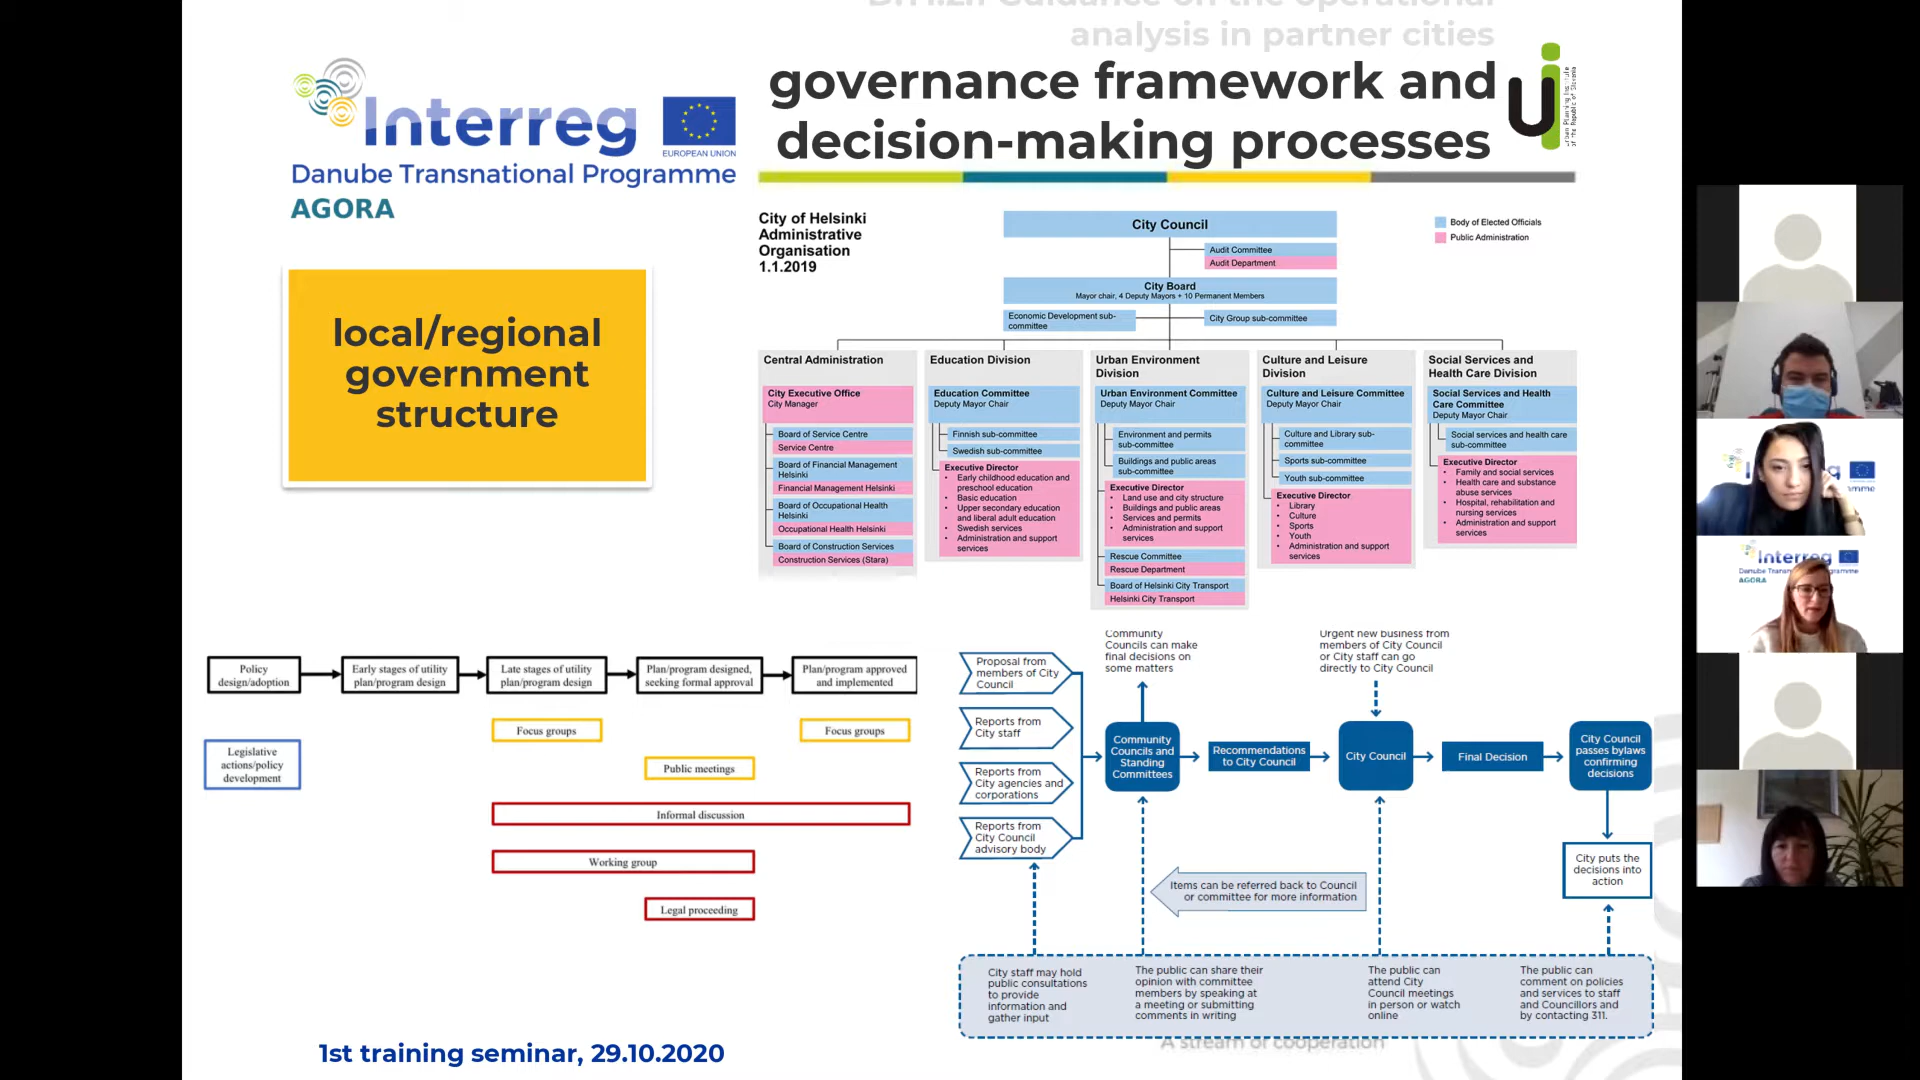 D.T1.2.1 Guidance on the operational
analysis in partner cities
governance framework and
decision-making processes
Interreg
EUROPEAN UNION
Danube Transnational Programme
AGORA
Urban Planning Institute
of the Republic of Slovenia
local/regional
government
structure
City of Helsinki
Administrative
Organisation
1.1.2019
Body of Elected Officials
Public Administration
City Council
Audit Committee
Audit Department
City Board
Mayor chair, 4 Deputy Mayors + 10 Permanent Members
Economic Development sub-
committee
City Group sub-committee
Central Administration
City Executive Office
City Manager
Board of Service Centre
Service Centre
Board of Financial Management
Helsinki
Financial Management Helsinki
Board of Occupational Health
Helsinki
Occupational Health Helsinki
Board of Construction Services
Construction Services (Stara)
Education Division
Education Committee
Deputy Mayor Chair
Finnish sub-committee
Swedish sub-committee
Executive Director
• Early childhood education and
preschool education
• Basic education
• Upper secondary education
and liberal adult education
• Swedish services
• Administration and support
services
Urban Environment
Division
Urban Environment Committee
Deputy Mayor Chair
Environment and permits
sub-committee
Buildings and public areas
sub-committee
Executive Director
• Land use and city structure
• Buildings and public areas
• Services and permits
• Administration and support
services
Rescue Committee
Rescue Department
Board of Helsinki City Transport
Helsinki City Transport
Culture and Leisure
Division
Culture and Leisure Committee
Deputy Mayor Chair
Culture and Library sub-
committee
Sports sub-committee
Youth sub-committee
Executive Director
• Library
• Culture
• Sports
• Youth
• Administration and support
services
Social Services and
Health Care Division
Social Services and Health
Care Committee
Deputy Mayor Chair
Social services and health care
sub-committee
Executive Director
• Family and social services
• Health care and substance
abuse services
• Hospital, rehabilitation and
nursing services
• Administration and support
services
Policy
design/adoption
Early stages of utility
plan/program design
Late stages of utility
plan/program design
Plan/program designed,
seeking formal approval
Plan/program approved
and implemented
Focus groups
Focus groups
Legislative
actions/policy
development
Public meetings
Informal discussion
Working group
Legal proceeding
Proposal from
members of City
Council
Reports from
City staff
Reports from
City agencies and
corporations
Reports from
City Council
advisory body
Community
Councils can make
final decisions on
some matters
Community
Councils and
Standing
Committees
Recommendations
to City Council
Urgent new business from
members of City Council
or City staff can go
directly to City Council
City Council
Final Decision
City Council
passes bylaws
confirming
decisions
City puts the
decisions into
action
Items can be referred back to Council
or committee for more information
City staff may hold
public consultations
to provide
information and
gather input
The public can share their
opinion with committee
members by speaking at
a meeting or submitting
comments in writing
The public can
attend City
Council meetings
in person or watch
online
The public can
comment on policies
and services to staff
and Councillors and
by contacting 311.
1st training seminar, 29.10.2020
A stream of cooperation
Interreg
AGORA